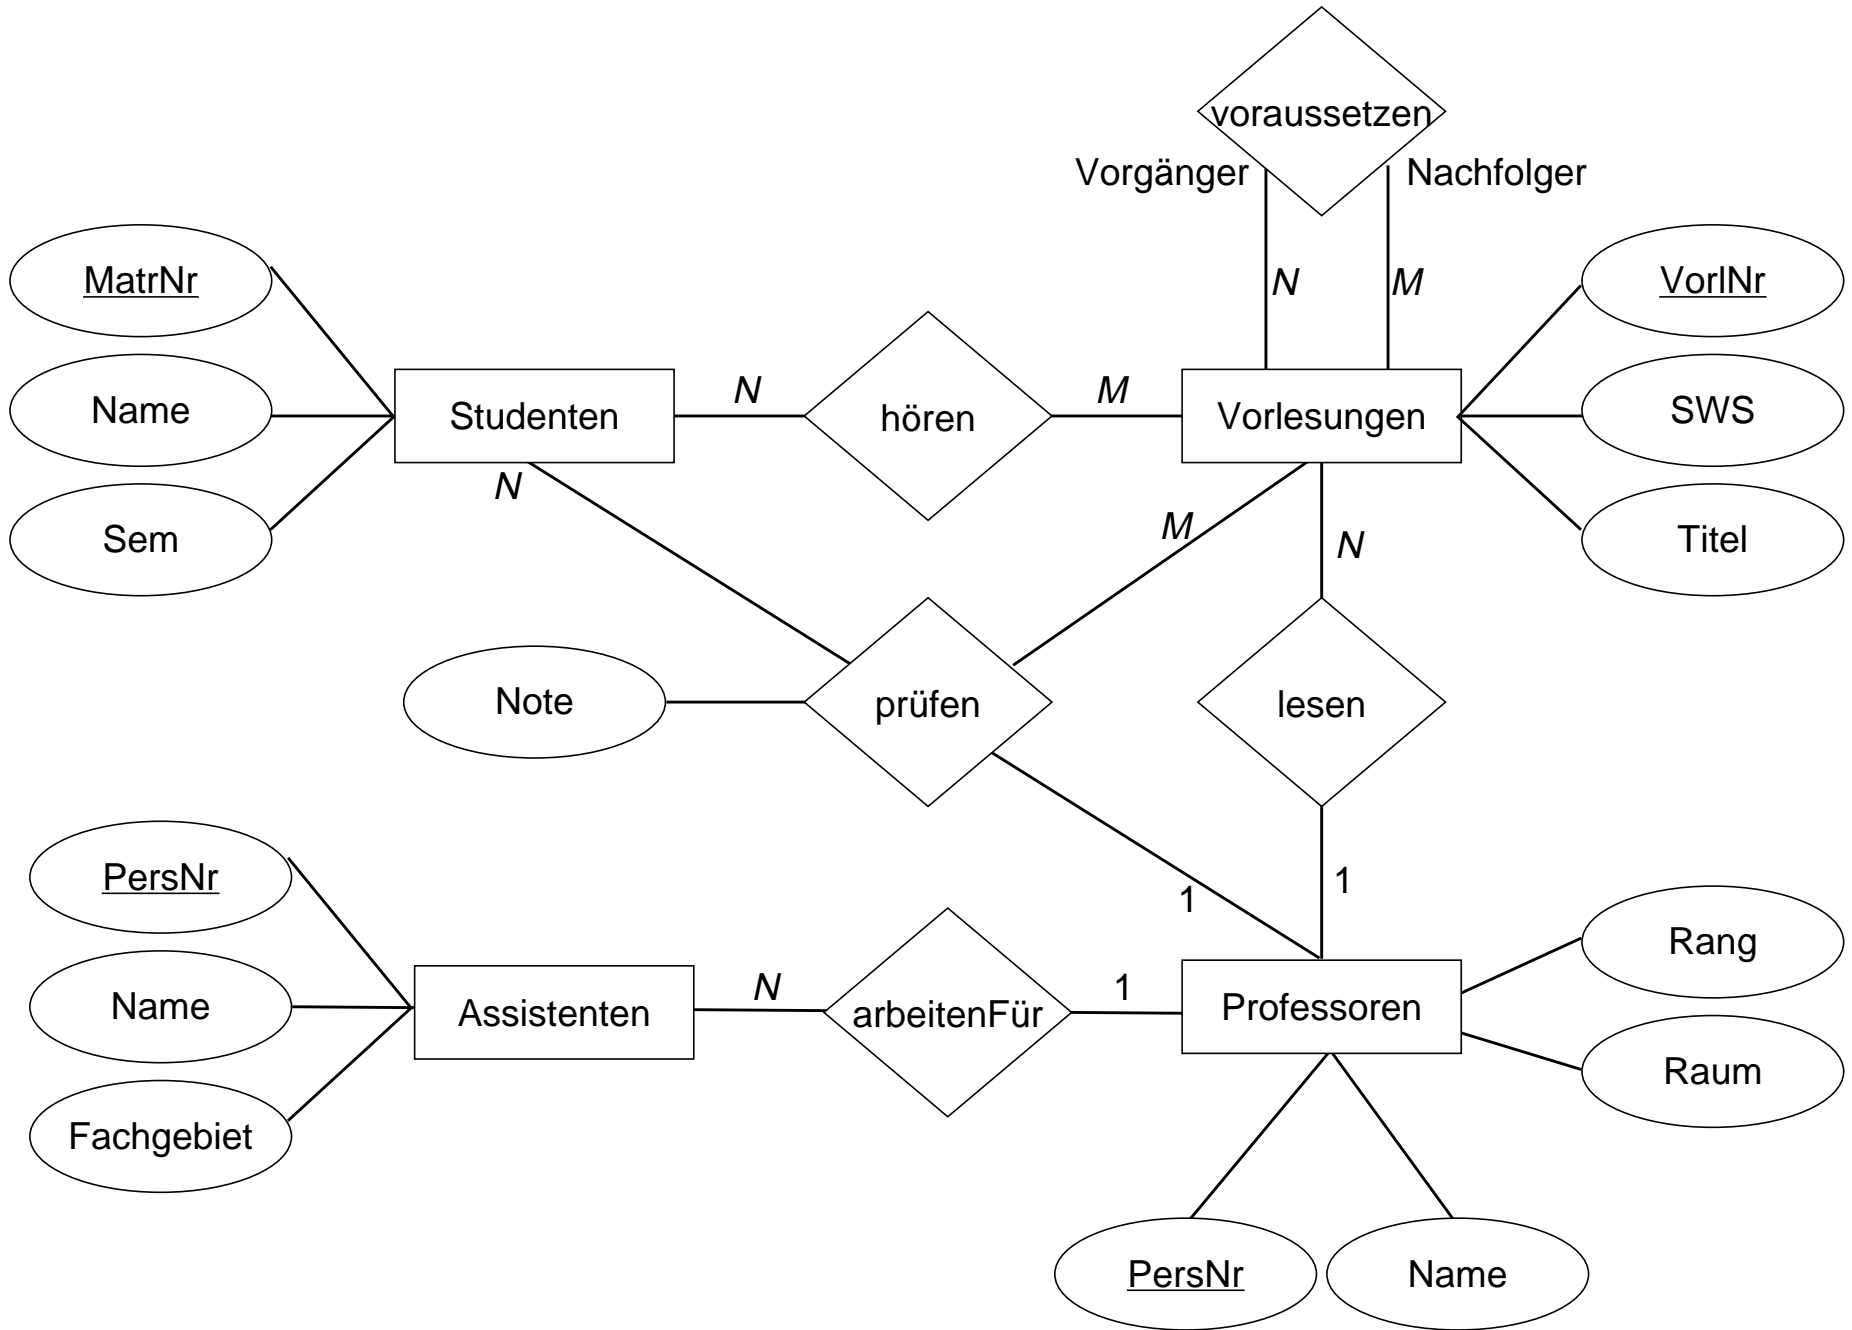 voraussetzen
Vorgänger
Nachfolger
MatrNr
N
M
VorlNr
Name
Studenten
N
hören
M
Vorlesungen
SWS
N
M
N
Sem
Titel
Note
prüfen
lesen
PersNr
1
1
Rang
Name
Assistenten
N
arbeitenFür
1
Professoren
Raum
Fachgebiet
PersNr
Name